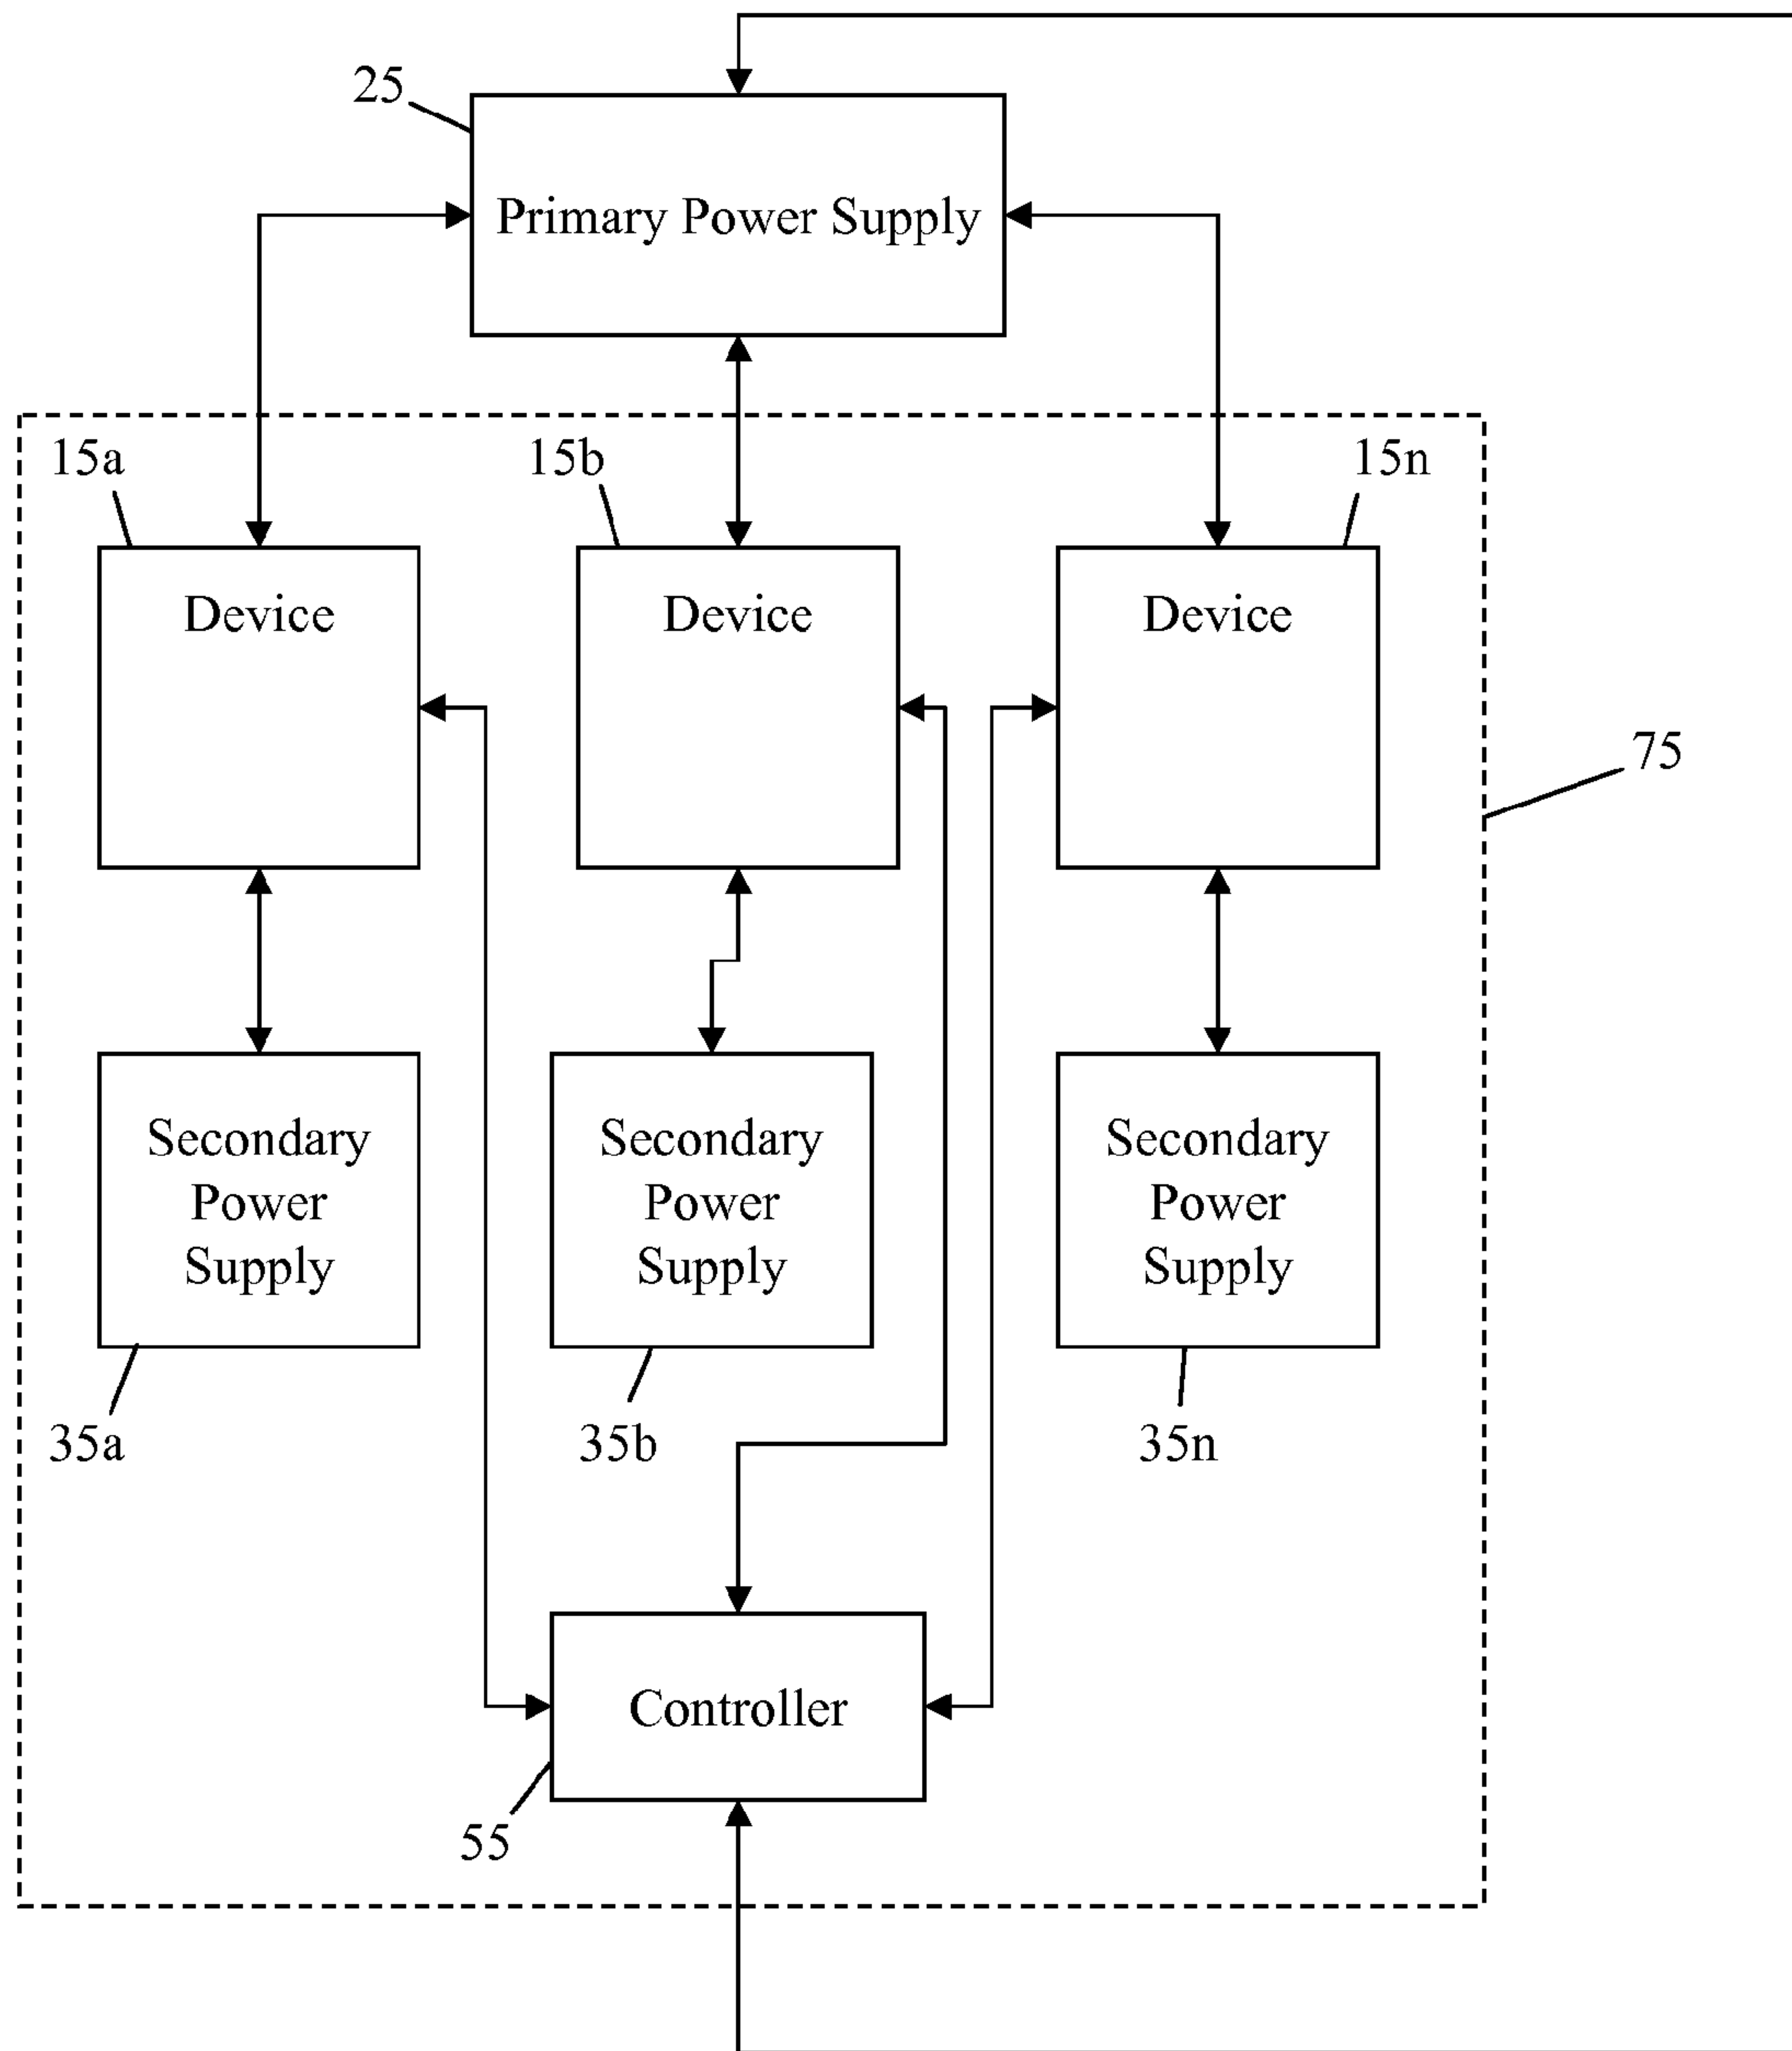 25
Primary Power Supply
15a
15b
15n
Device
Device
Device
75
Secondary
Power
Supply
Secondary
Power
Supply
Secondary
Power
Supply
35a
35b
35n
Controller
55